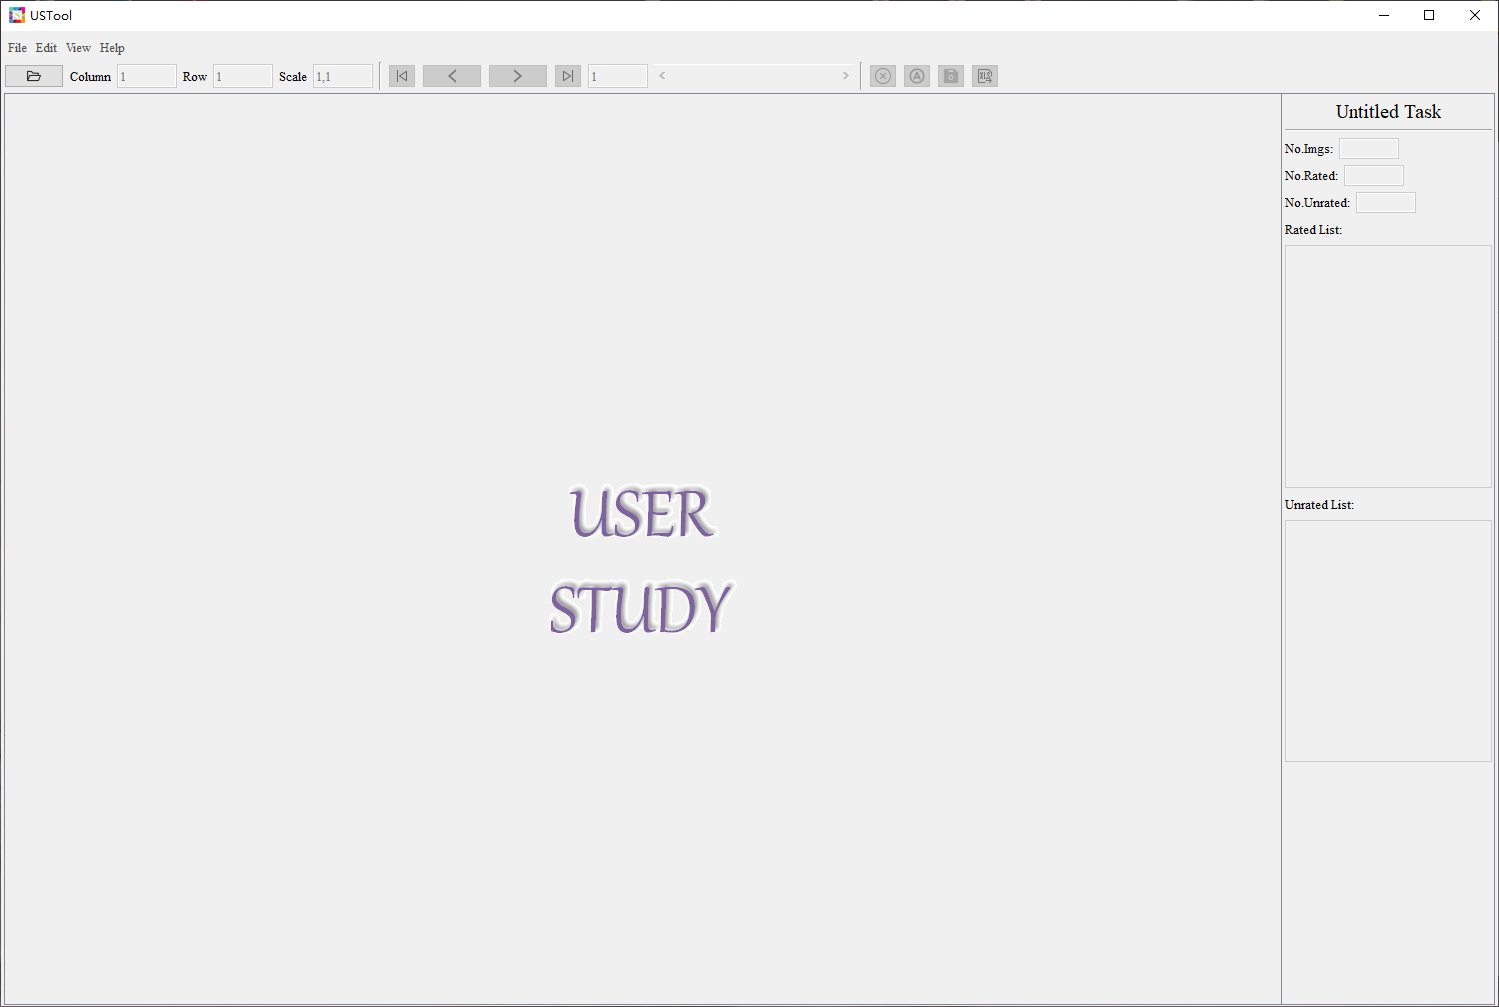 USTool
File Edit View Help
Column 1 Row 1 Scale 1,1 1 XLS
Untitled Task
No.Imgs:
No.Rated:
No.Unrated:
Rated List:
Unrated List:
USER
STUDY